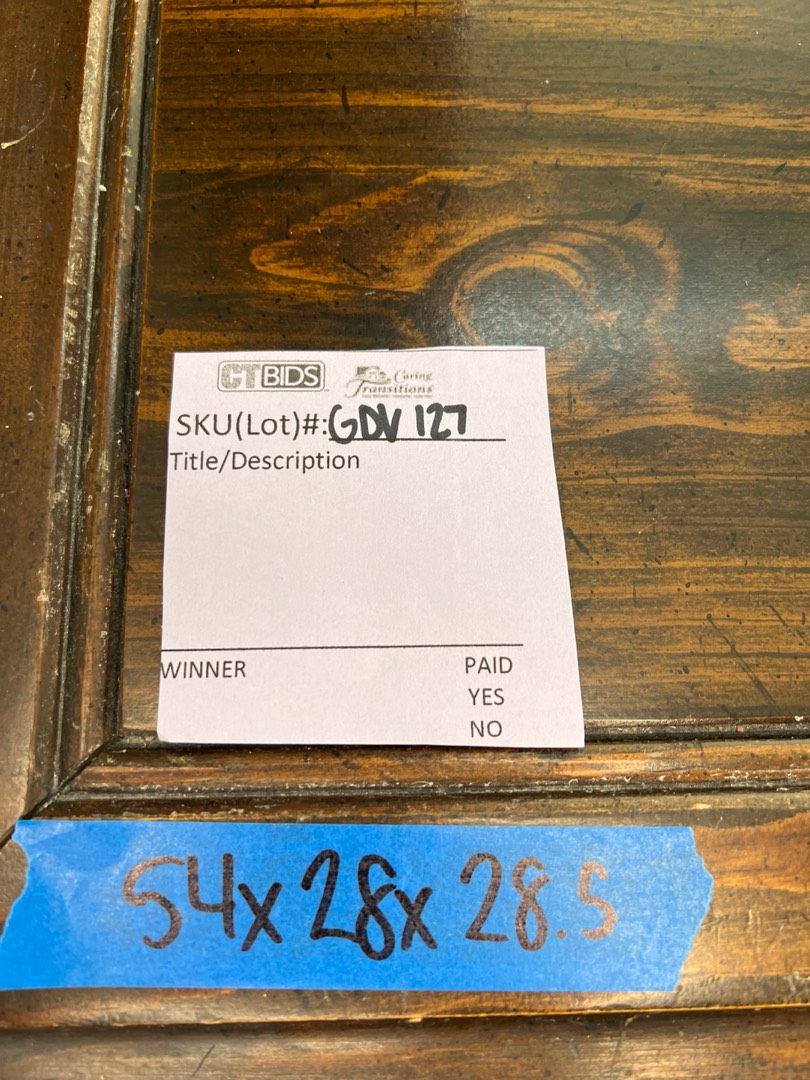 CTBIDS
Caring
Transitions
SKU(Lot)#: GDV 127
Title/Description
WINNER
PAID
YES
NO
54x28x28.5